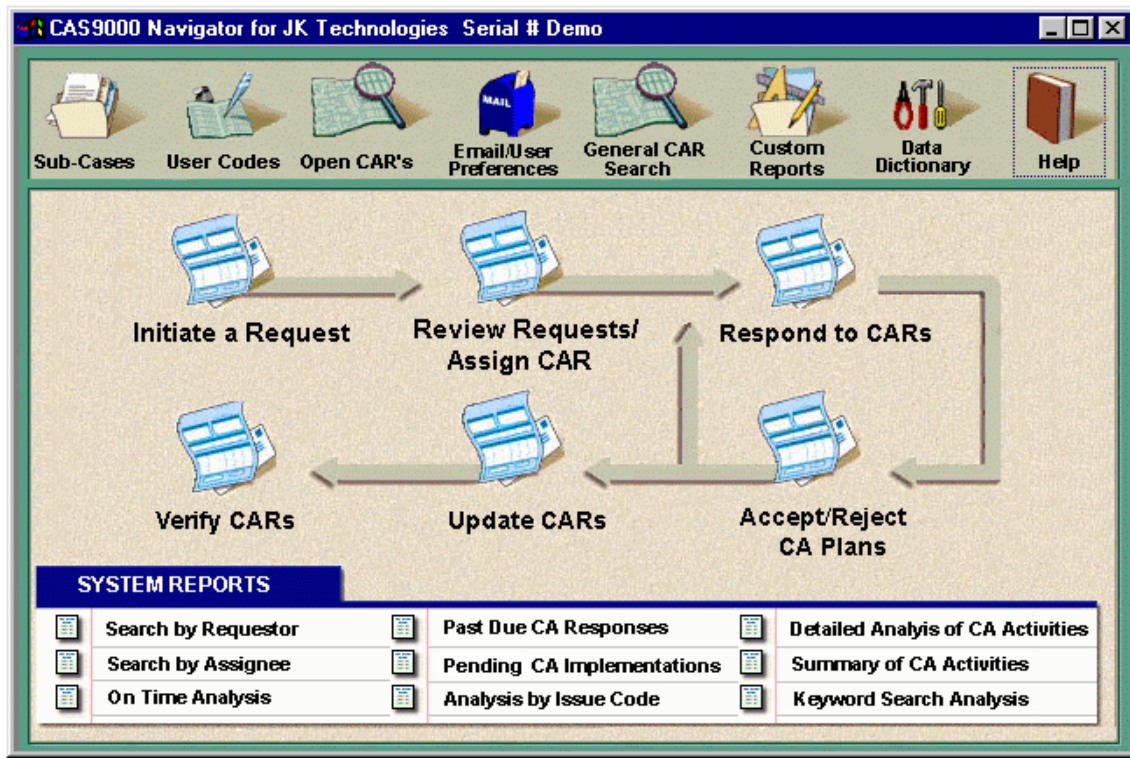 CAS9000 Navigator for JK Technologies Serial # Demo
Sub-Cases
User Codes
Open CAR's
MAIL
Email/User
Preferences
General CAR
Search
Custom
Reports
Data
Dictionary
Help
Initiate a Request
Review Requests/
Assign CAR
Respond to CARs
Verify CARs
Update CARs
Accept/Reject
CA Plans
SYSTEM REPORTS
Search by Requestor
Past Due CA Responses
Detailed Analyis of CA Activities
Search by Assignee
Pending CA Implementations
Summary of CA Activities
On Time Analysis
Analysis by Issue Code
Keyword Search Analysis